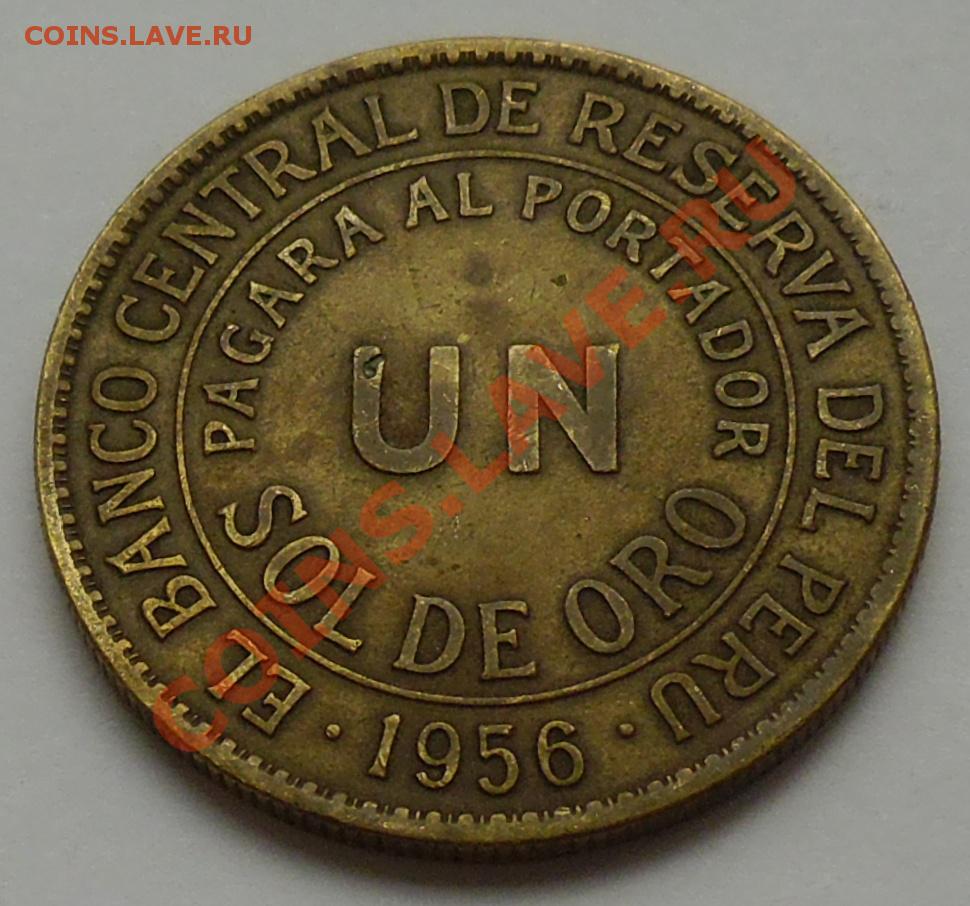 COINS.LAVE.RU
EL BANCO CENTRAL DE RESERVA DEL PERU
PAGARA AL PORTADOR
UN
SOL DE ORO
· 1956 ·
COINS.LAVE.RU